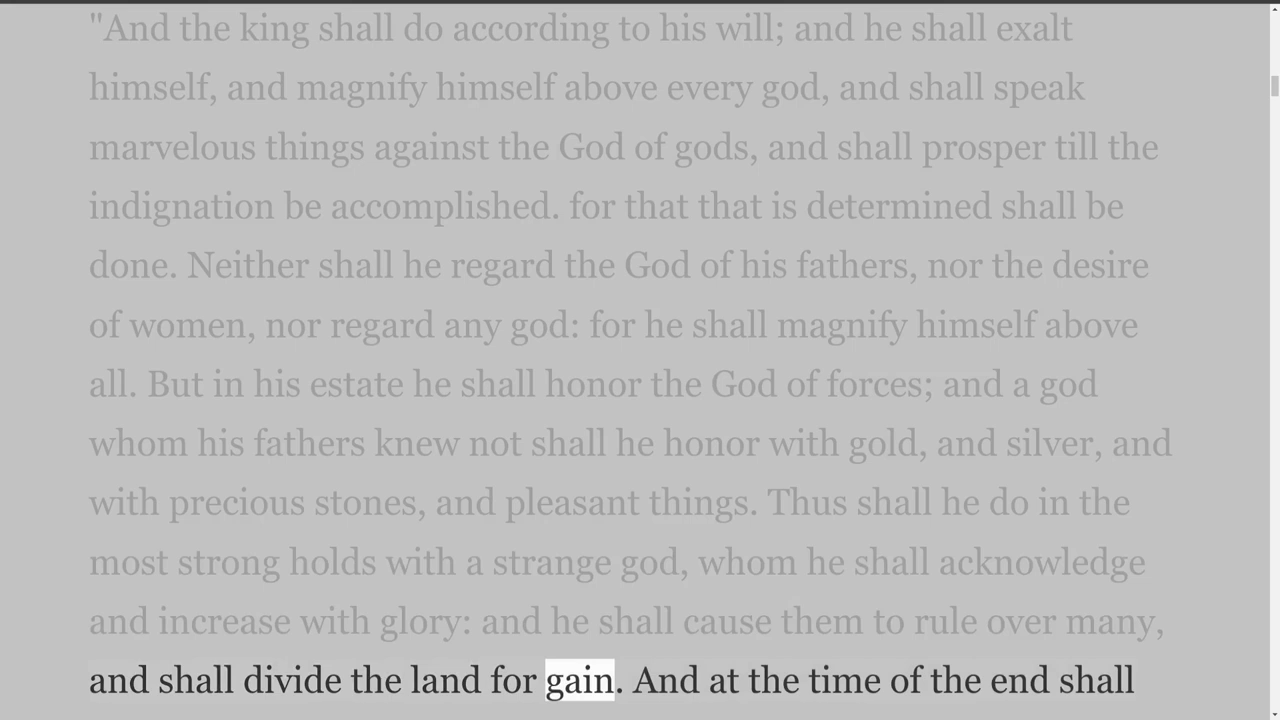 "And the king shall do according to his will; and he shall exalt
himself, and magnify himself above every god, and shall speak
marvelous things against the God of gods, and shall prosper till the
indignation be accomplished. for that that is determined shall be
done. Neither shall he regard the God of his fathers, nor the desire
of women, nor regard any god: for he shall magnify himself above
all. But in his estate he shall honor the God of forces; and a god
whom his fathers knew not shall he honor with gold, and silver, and
with precious stones, and pleasant things. Thus shall he do in the
most strong holds with a strange god, whom he shall acknowledge
and increase with glory: and he shall cause them to rule over many,
and shall divide the land for gain. And at the time of the end shall